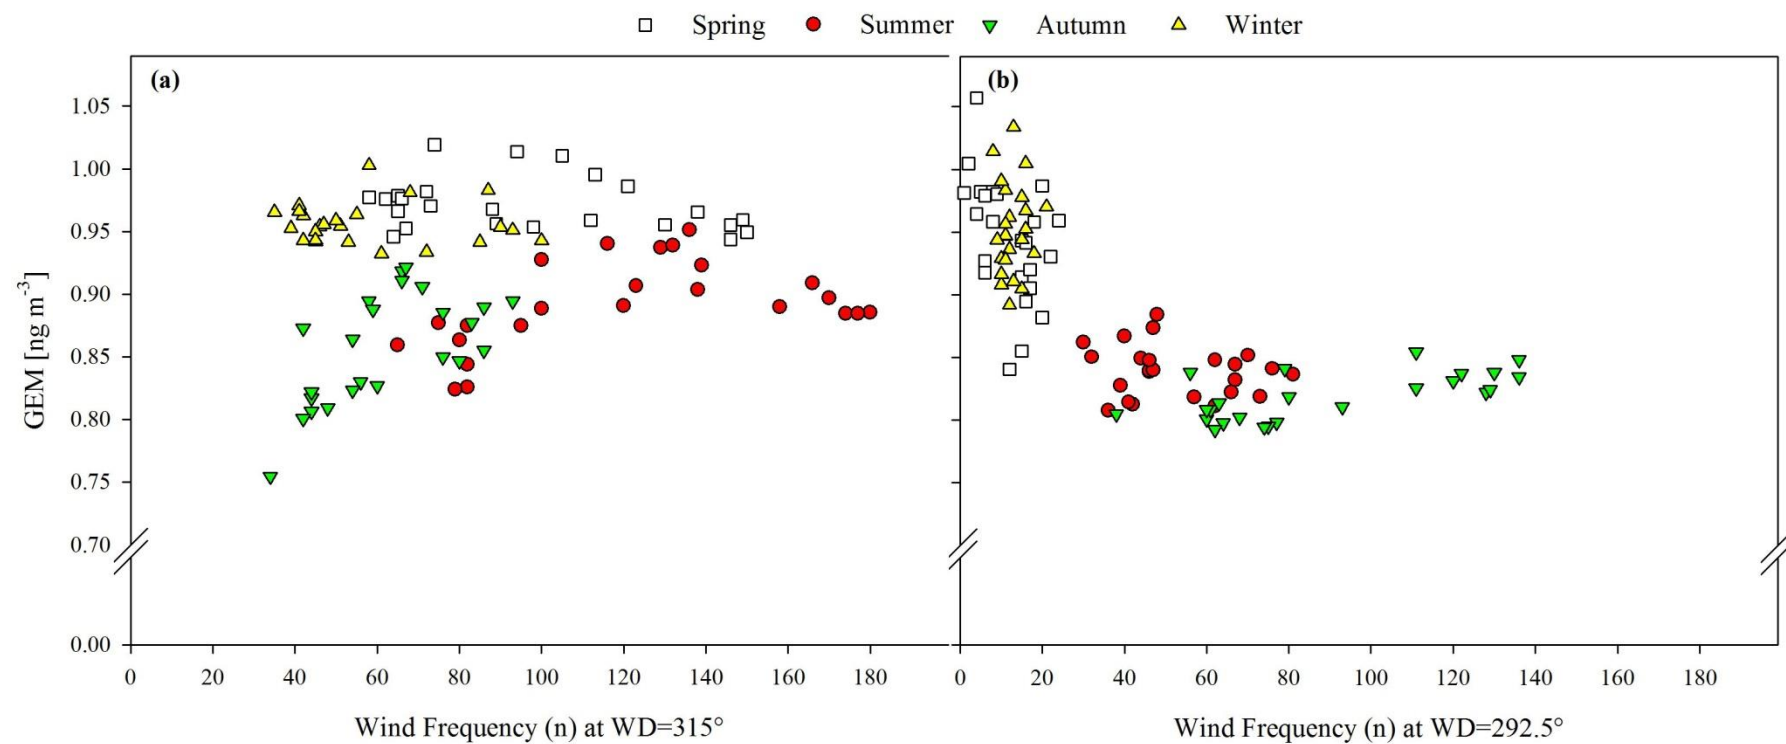 Spring Summer Autumn Winter
(a) (b)
GEM [ng m-3]
1.05
1.00
0.95
0.90
0.85
0.80
0.75
0.70
0.00
0 20 40 60 80 100 120 140 160 180 0 20 40 60 80 100 120 140 160 180
Wind Frequency (n) at WD=315° Wind Frequency (n) at WD=292.5°